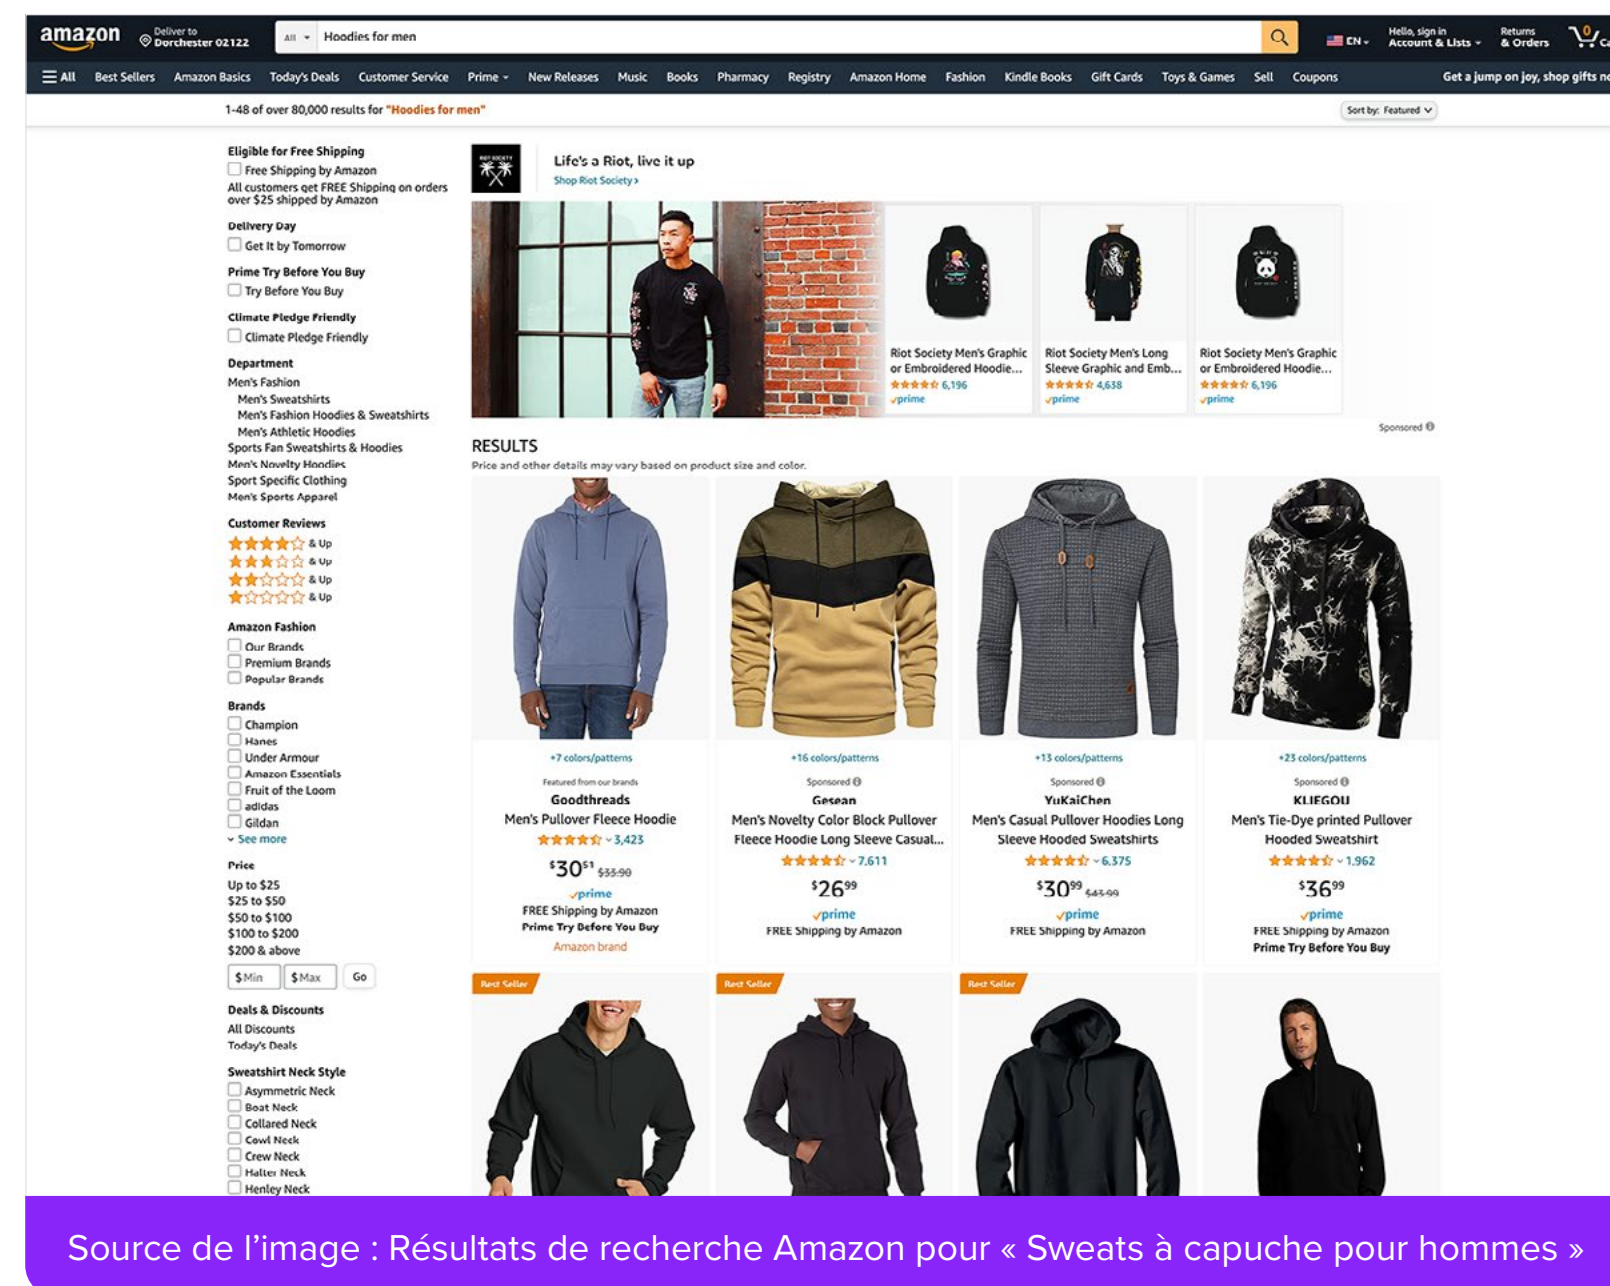 amazon
Deliver to
Dorchester 02122
All
Hoodies for men
EN
Hello, sign in
Account & Lists
Returns
& Orders
0
All Best Sellers Amazon Basics Today's Deals Customer Service Prime New Releases Music Books Pharmacy Registry Amazon Home Fashion Kindle Books Gift Cards Toys & Games Sell Coupons
Get a jump on joy, shop gifts
1-48 of over 80,000 results for "Hoodies for men"
Sort by: Featured
Eligible for Free Shipping
Free Shipping by Amazon
All customers get FREE Shipping on orders
over $25 shipped by Amazon
Delivery Day
Get It by Tomorrow
Prime Try Before You Buy
Try Before You Buy
Climate Pledge Friendly
Climate Pledge Friendly
Department
Men's Fashion
Men's Sweatshirts
Men's Fashion Hoodies & Sweatshirts
Men's Athletic Hoodies
Sports Fan Sweatshirts & Hoodies
Men's Novelty Hoodies
Sport Specific Clothing
Men's Sports Apparel
Customer Reviews
& Up
& Up
& Up
& Up
Amazon Fashion
Our Brands
Premium Brands
Popular Brands
Brands
Champion
Hanes
Under Armour
Amazon Essentials
Fruit of the Loom
adidas
Gildan
See more
Price
Up to $25
$25 to $50
$50 to $100
$100 to $200
$200 & above
$ Min $ Max Go
Deals & Discounts
All Discounts
Today's Deals
Sweatshirt Neck Style
Asymmetric Neck
Boat Neck
Collared Neck
Cowl Neck
Crew Neck
Halter Neck
Henley Neck
RIOT SOCIETY
Life's a Riot, live it up
Shop Riot Society ›
Riot Society Men's Graphic
or Embroidered Hoodie...
6,196
prime
Riot Society Men's Long
Sleeve Graphic and Emb...
4,638
prime
Riot Society Men's Graphic
or Embroidered Hoodie...
6,196
prime
Sponsored
RESULTS
Price and other details may vary based on product size and color.
+7 colors/patterns
Featured from our brands
Goodthreads
Men's Pullover Fleece Hoodie
3,423
$30 51 $33.90
prime
FREE Shipping by Amazon
Prime Try Before You Buy
Amazon brand
+16 colors/patterns
Sponsored
Gesean
Men's Novelty Color Block Pullover
Fleece Hoodie Long Sleeve Casual...
7,611
$26 99
prime
FREE Shipping by Amazon
+13 colors/patterns
Sponsored
YuKaiChen
Men's Casual Pullover Hoodies Long
Sleeve Hooded Sweatshirts
6,375
$30 99 $43.99
prime
FREE Shipping by Amazon
+23 colors/patterns
Sponsored
KLIEGOU
Men's Tie-Dye printed Pullover
Hooded Sweatshirt
1,962
$36 99
prime
FREE Shipping by Amazon
Prime Try Before You Buy
Best Seller
Best Seller
Best Seller
Source de l'image : Résultats de recherche Amazon pour « Sweats à capuche pour hommes »